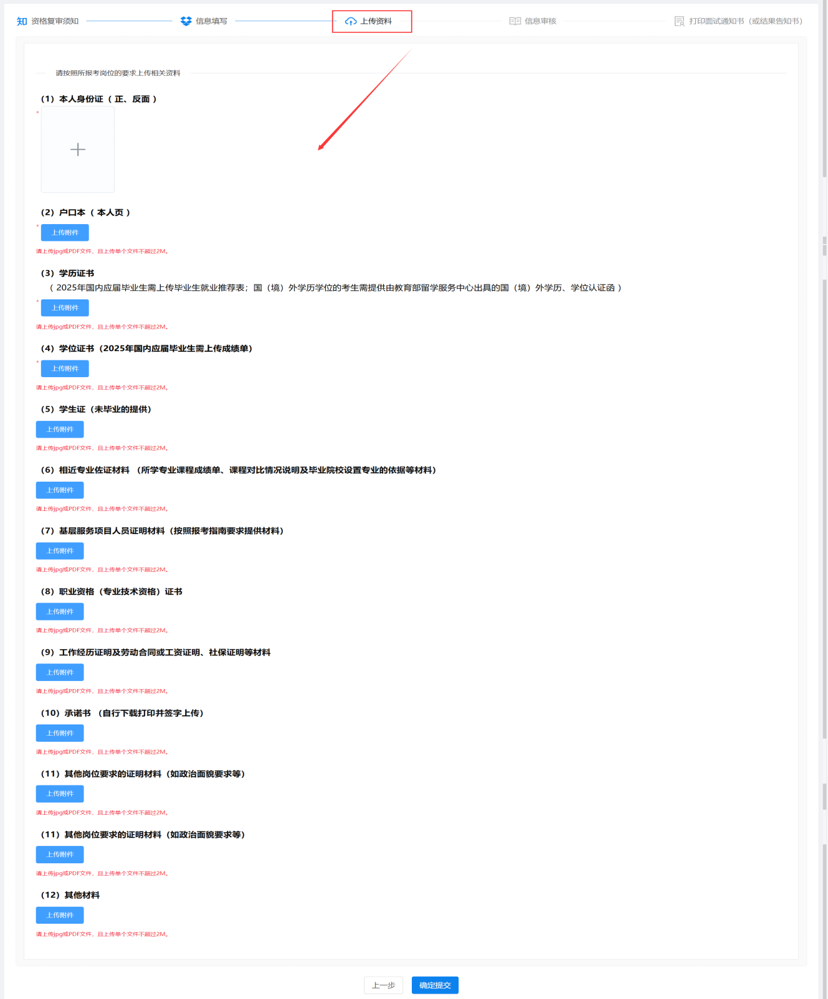 知 资格复审须知 信息填写 上传资料 信息审核 打印面试通知书（或结果告知书）
请按照所报考岗位的要求上传相关资料
（1）本人身份证（ 正、反面 ）
*
（2）户口本（ 本人页 ）
* 上传附件
请上传jpg或PDF文件，且上传单个文件不超过2M。
（3）学历证书
（ 2025年国内应届毕业生需上传毕业生就业推荐表；国（境）外学历学位的考生需提供由教育部留学服务中心出具的国（境）外学历、学位认证函 ）
* 上传附件
请上传jpg或PDF文件，且上传单个文件不超过2M。
（4）学位证书（2025年国内应届毕业生需上传成绩单）
* 上传附件
请上传jpg或PDF文件，且上传单个文件不超过2M。
（5）学生证（未毕业的提供）
上传附件
请上传jpg或PDF文件，且上传单个文件不超过2M。
（6）相近专业佐证材料 （所学专业课程成绩单、课程对比情况说明及毕业院校设置专业的依据等材料）
上传附件
请上传jpg或PDF文件，且上传单个文件不超过2M。
（7）基层服务项目人员证明材料（按照报考指南要求提供材料）
上传附件
请上传jpg或PDF文件，且上传单个文件不超过2M。
（8）职业资格（专业技术资格）证书
上传附件
请上传jpg或PDF文件，且上传单个文件不超过2M。
（9）工作经历证明及劳动合同或工资证明、社保证明等材料
上传附件
请上传jpg或PDF文件，且上传单个文件不超过2M。
（10）承诺书 （自行下载打印并签字上传）
上传附件
请上传jpg或PDF文件，且上传单个文件不超过2M。
（11）其他岗位要求的证明材料（如政治面貌要求等）
上传附件
请上传jpg或PDF文件，且上传单个文件不超过2M。
（11）其他岗位要求的证明材料（如政治面貌要求等）
上传附件
请上传jpg或PDF文件，且上传单个文件不超过2M。
（12）其他材料
上传附件
请上传jpg或PDF文件，且上传单个文件不超过2M。
上一步 确定提交